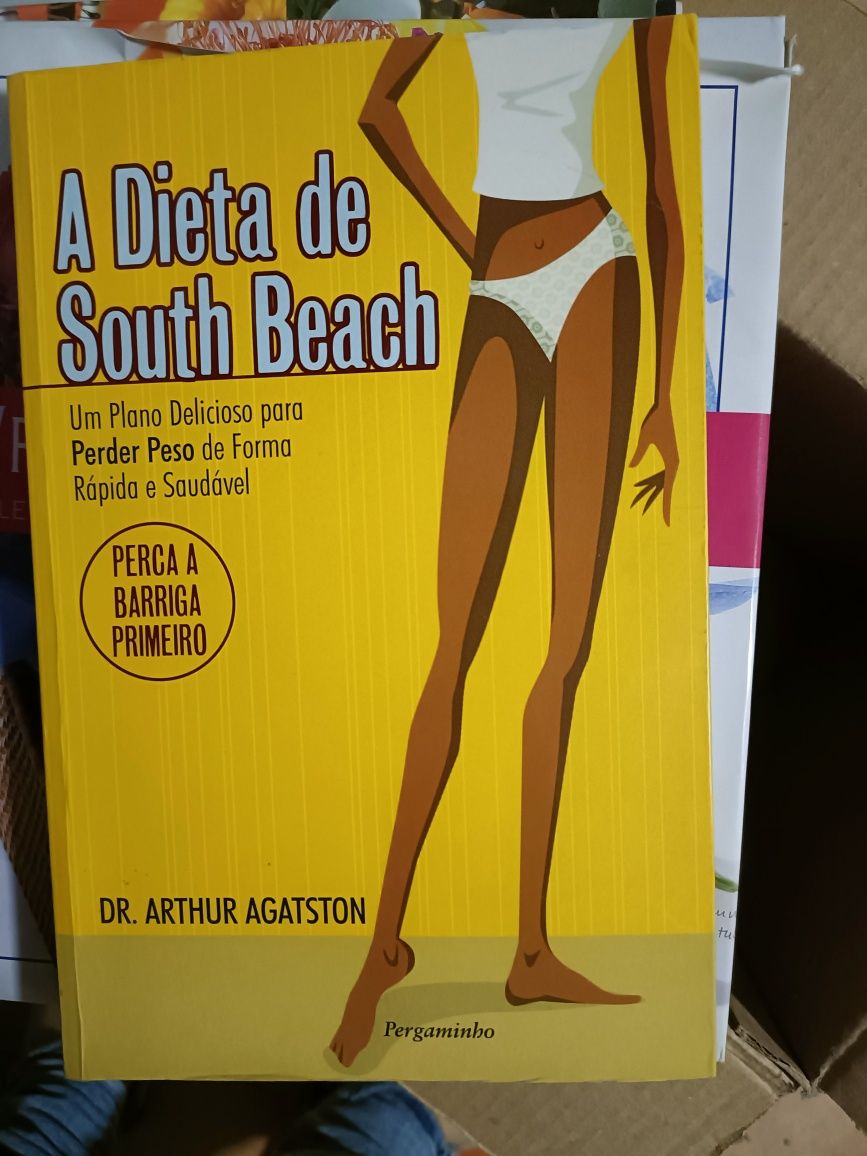 A Dieta de
South Beach
Um Plano Delicioso para
Perder Peso de Forma
Rápida e Saudável
PERCA A
BARRIGA
PRIMEIRO
DR. ARTHUR AGATSTON
Pergaminho